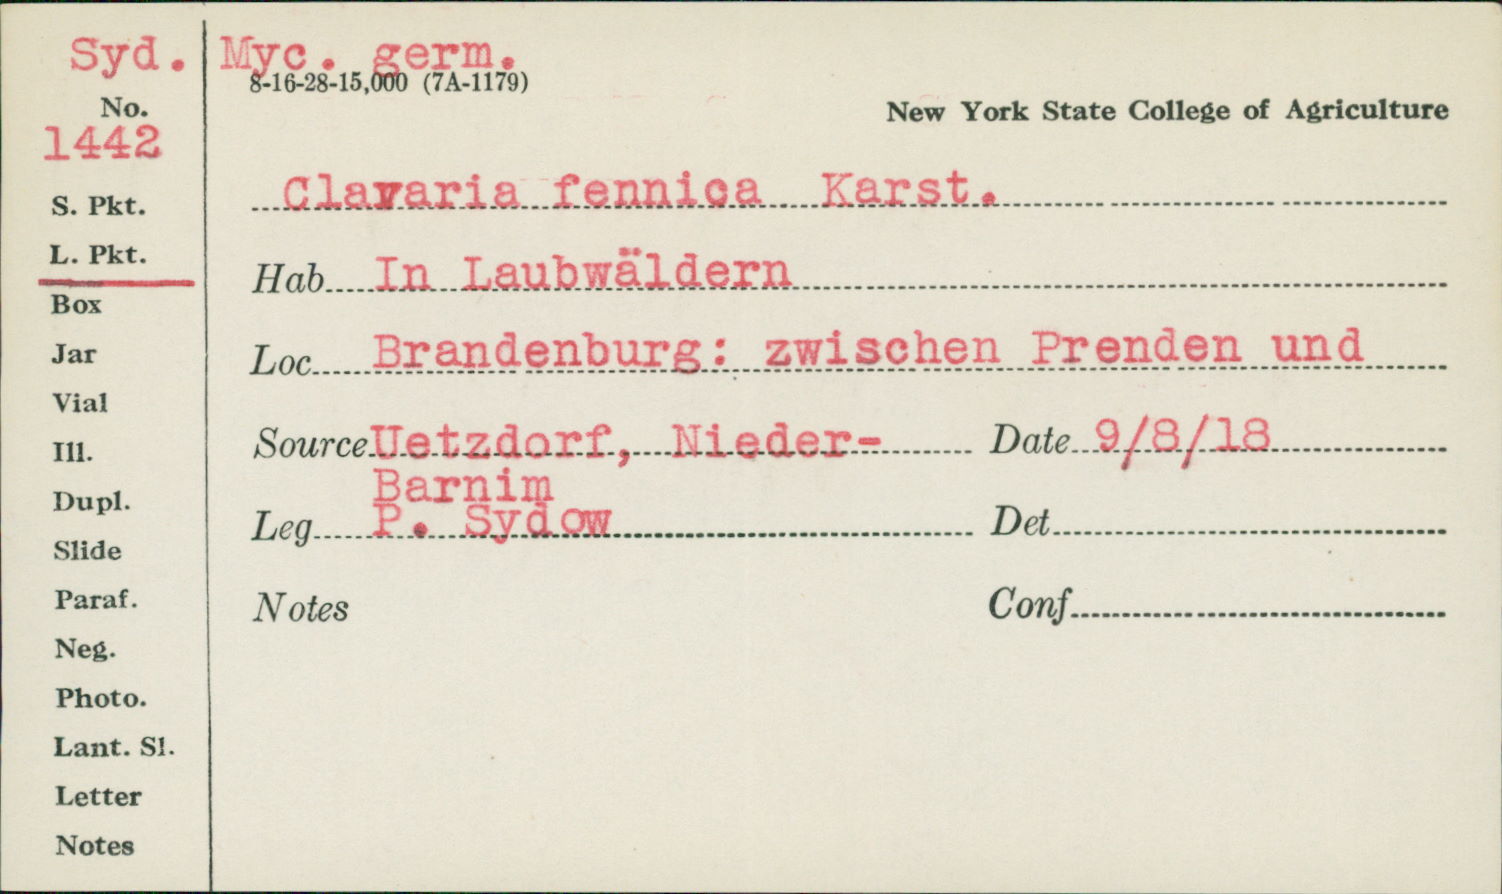 Syd. Myc. germ.
8-16-28-15,000 (7A-1179)
No.
New York State College of Agriculture
1442
Clavaria fennica Karst.
S. Pkt.
L. Pkt.
Hab In Laubwäldern
Box
Jar
Loc Brandenburg: zwischen Prenden und
Vial
Source Uetzdorf, Nieder- Date 9/8/18
Ill.
Barnim
Dupl.
Leg P. Sydow Det
Slide
Paraf.
Notes Conf
Neg.
Photo.
Lant. Sl.
Letter
Notes